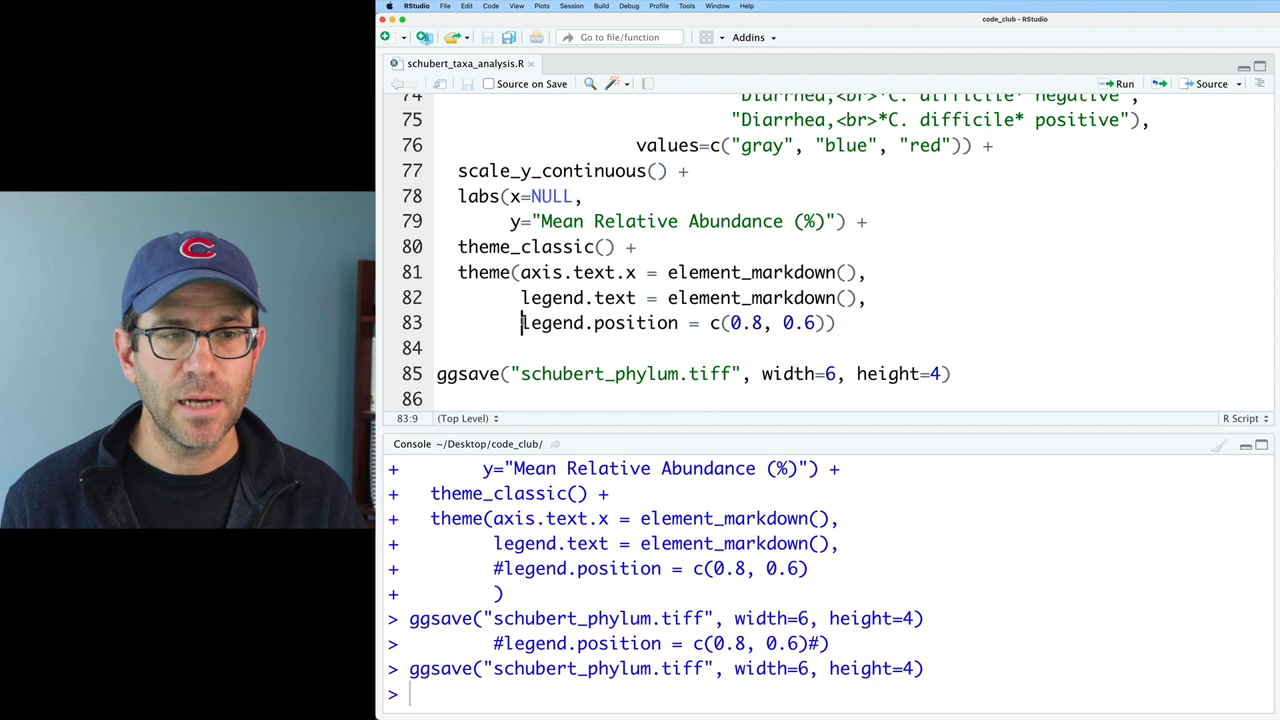 RStudio File Edit Code View Plots Session Build Debug Profile Tools Window Help
code_club - RStudio
Go to file/function Addins
schubert_taxa_analysis.R
Source on Save Run Source
74 "Diarrhea,<br>*C. difficile* negative",
75 "Diarrhea,<br>*C. difficile* positive"),
76 values=c("gray", "blue", "red")) +
77 scale_y_continuous() +
78 labs(x=NULL,
79 y="Mean Relative Abundance (%)") +
80 theme_classic() +
81 theme(axis.text.x = element_markdown(),
82 legend.text = element_markdown(),
83 legend.position = c(0.8, 0.6))
84
85 ggsave("schubert_phylum.tiff", width=6, height=4)
86
83:9 (Top Level) R Script
Console ~/Desktop/code_club/
+ y="Mean Relative Abundance (%)") +
+ theme_classic() +
+ theme(axis.text.x = element_markdown(),
+ legend.text = element_markdown(),
+ #legend.position = c(0.8, 0.6)
+ )
> ggsave("schubert_phylum.tiff", width=6, height=4)
> #legend.position = c(0.8, 0.6)#)
> ggsave("schubert_phylum.tiff", width=6, height=4)
>
C